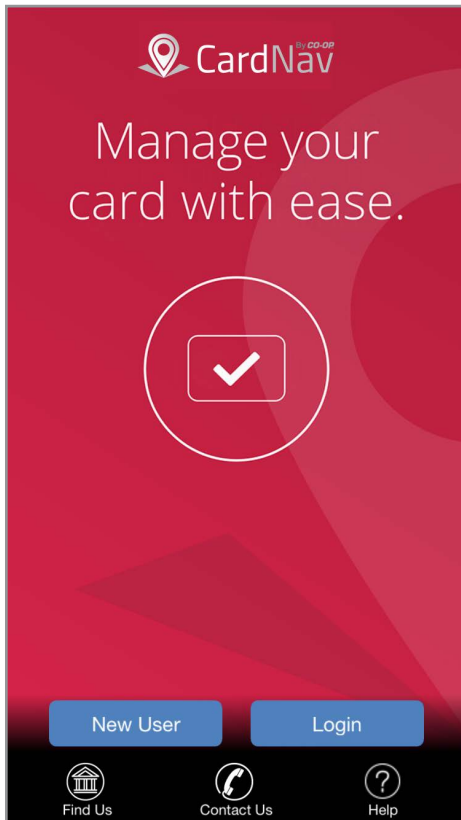 By CO-OP
CardNav
Manage your
card with ease.
New User
Login
Find Us
Contact Us
Help